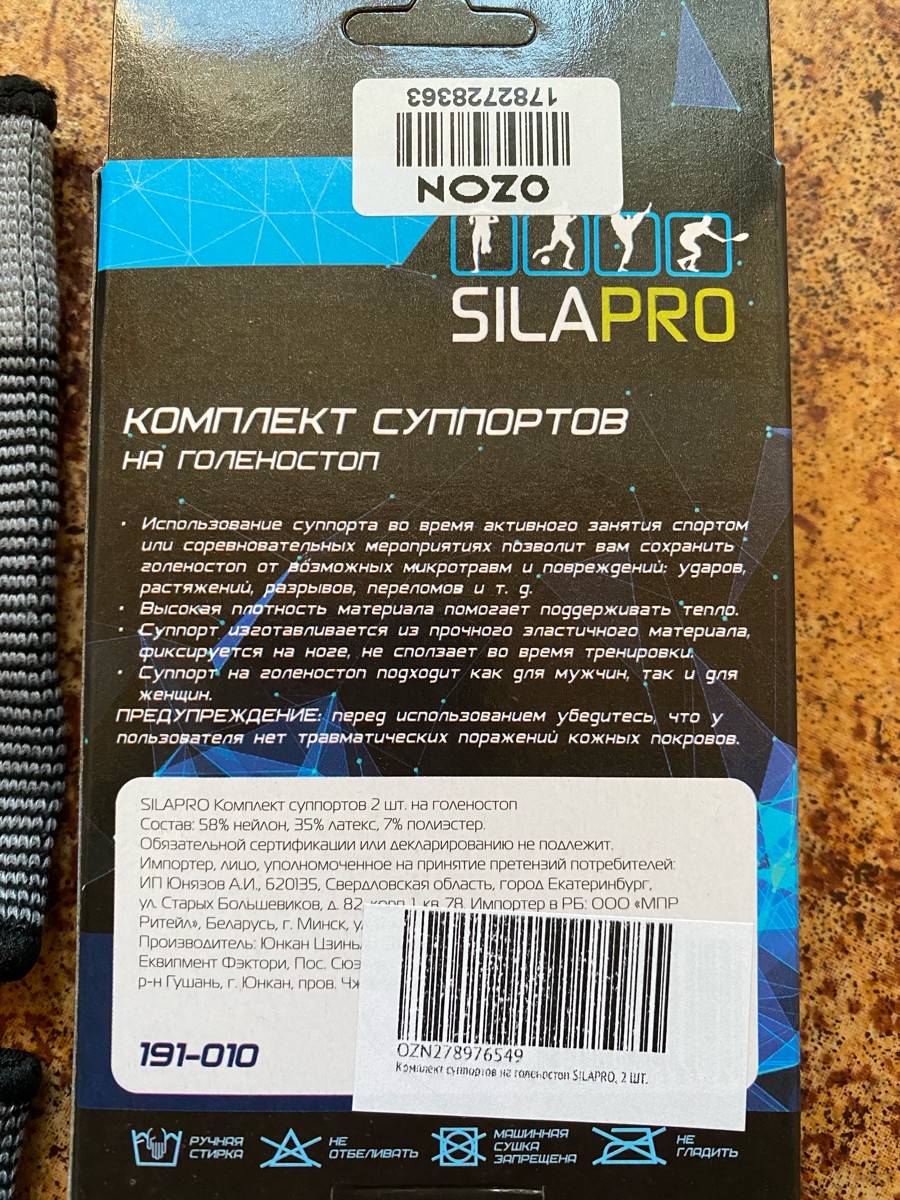 1782728363
OZON
SILAPRO
КОМПЛЕКТ СУППОРТОВ
НА ГОЛЕНОСТОП
• Использование суппорта во время активного занятия спортом
или соревновательных мероприятиях позволит вам сохранить
голеностоп от возможных микротравм и повреждений: ударов,
растяжений, разрывов, переломов и т. д.
• Высокая плотность материала помогает поддерживать тепло.
• Суппорт изготавливается из прочного эластичного материала,
фиксируется на ноге, не сползает во время тренировки.
• Суппорт на голеностоп подходит как для мужчин, так и для
женщин.
ПРЕДУПРЕЖДЕНИЕ: перед использованием убедитесь, что у
пользователя нет травматических поражений кожных покровов.
SILAPRO Комплект суппортов 2 шт. на голеностоп
Состав: 58% нейлон, 35% латекс, 7% полиэстер.
Обязательной сертификации или декларированию не подлежит.
Импортер, лицо, уполномоченное на принятие претензий потребителей:
ИП Юнязов А.И., 620135, Свердловская область, город Екатеринбург,
ул. Старых Большевиков, д. 82 корп 1, кв. 78. Импортер в РБ: ООО «МПР
Ритейл», Беларусь, г. Минск,
Производитель: Юнкан
Еквипмент Фэктори, Пос.
р-н Гушань, г. Юнкан, пров.
191-010
OZN278976549
Комплект суппортов на голеностоп SILAPRO, 2 ШТ.
РУЧНАЯ
СТИРКА
НЕ
ОТБЕЛИВАТЬ
МАШИННАЯ
СУШКА
ЗАПРЕЩЕНА
НЕ
ГЛАДИТЬ